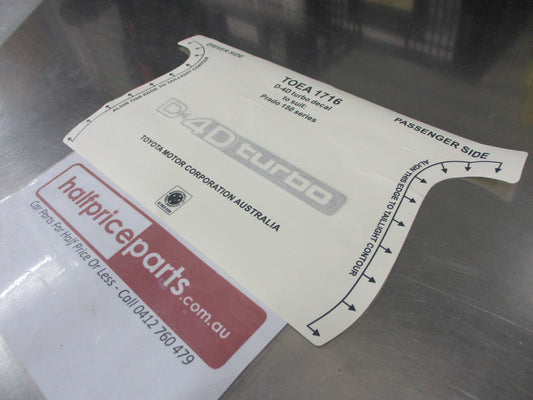 DRIVER SIDE
ALIGN THIS EDGE TO TAILLIGHT CONTOUR
TOEA 1716
D-4D turbo decal
to suit:
Prado 150 series
PASSENGER SIDE
ALIGN THIS EDGE TO TAILLIGHT CONTOUR
D-4D turbo
TOYOTA MOTOR CORPORATION AUSTRALIA
halfpriceparts.com.au
Car Parts For Half Price Or Less - Call 0412 760 479